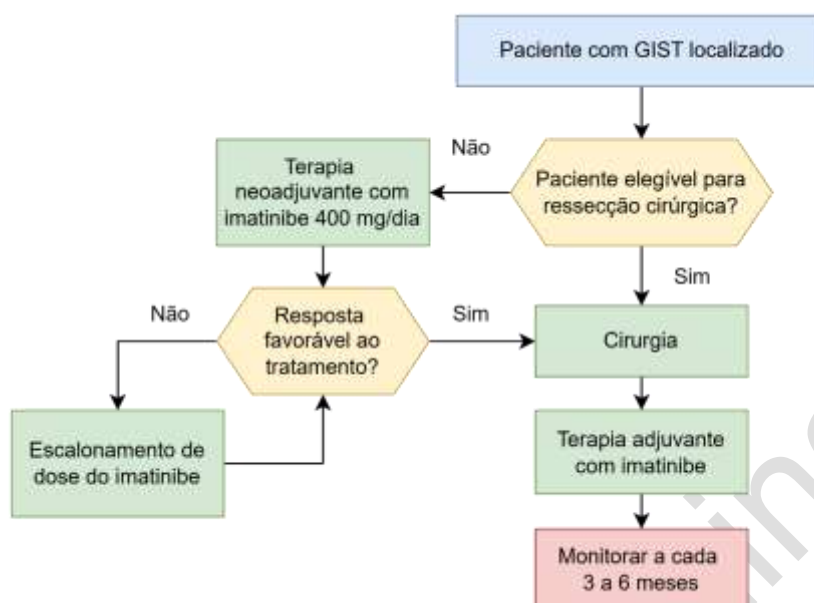 Paciente com GIST localizado
Não
Terapia
neoadjuvante com
imatinibe 400 mg/dia
Paciente elegível para
ressecção cirúrgica?
Sim
Não
Resposta
favorável ao
tratamento?
Sim
Cirurgia
Escalonamento de
dose do imatinibe
Terapia adjuvante
com imatinibe
Monitorar a cada
3 a 6 meses